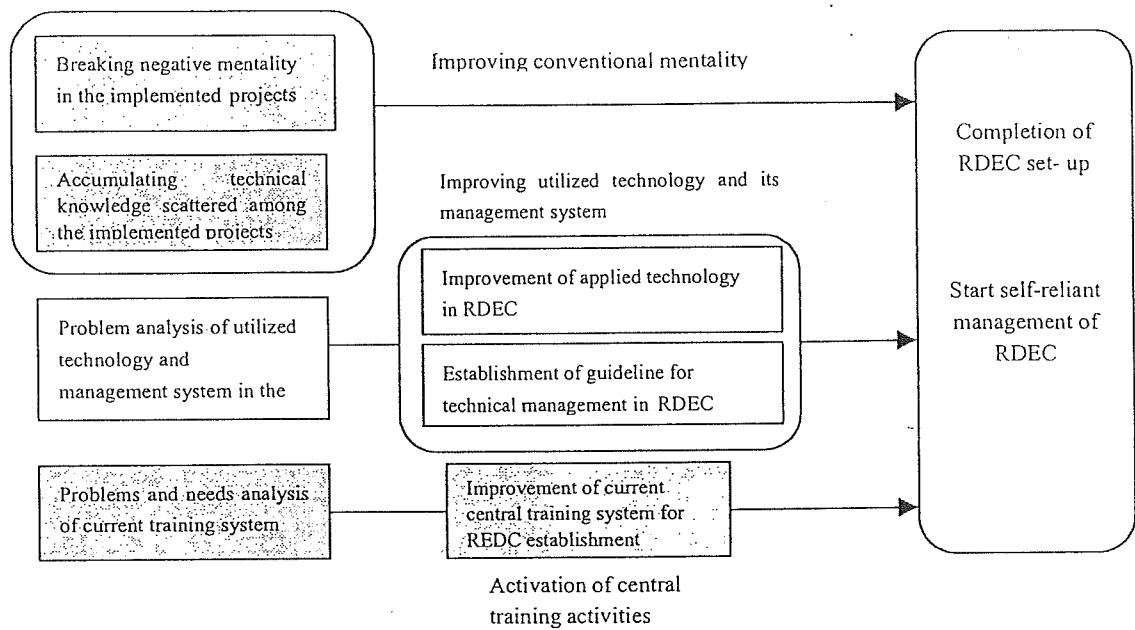 Breaking negative mentality
in the implemented projects
Accumulating technical
knowledge scattered among
the implemented projects
Improving conventional mentality
Improving utilized technology and its
management system
Improvement of applied technology
in RDEC
Establishment of guideline for
technical management in RDEC
Problem analysis of utilized
technology and
management system in the
Problems and needs analysis
of current training system
Improvement of current
central training system for
REDC establishment
Activation of central
training activities
Completion of
RDEC set- up
Start self-reliant
management of
RDEC